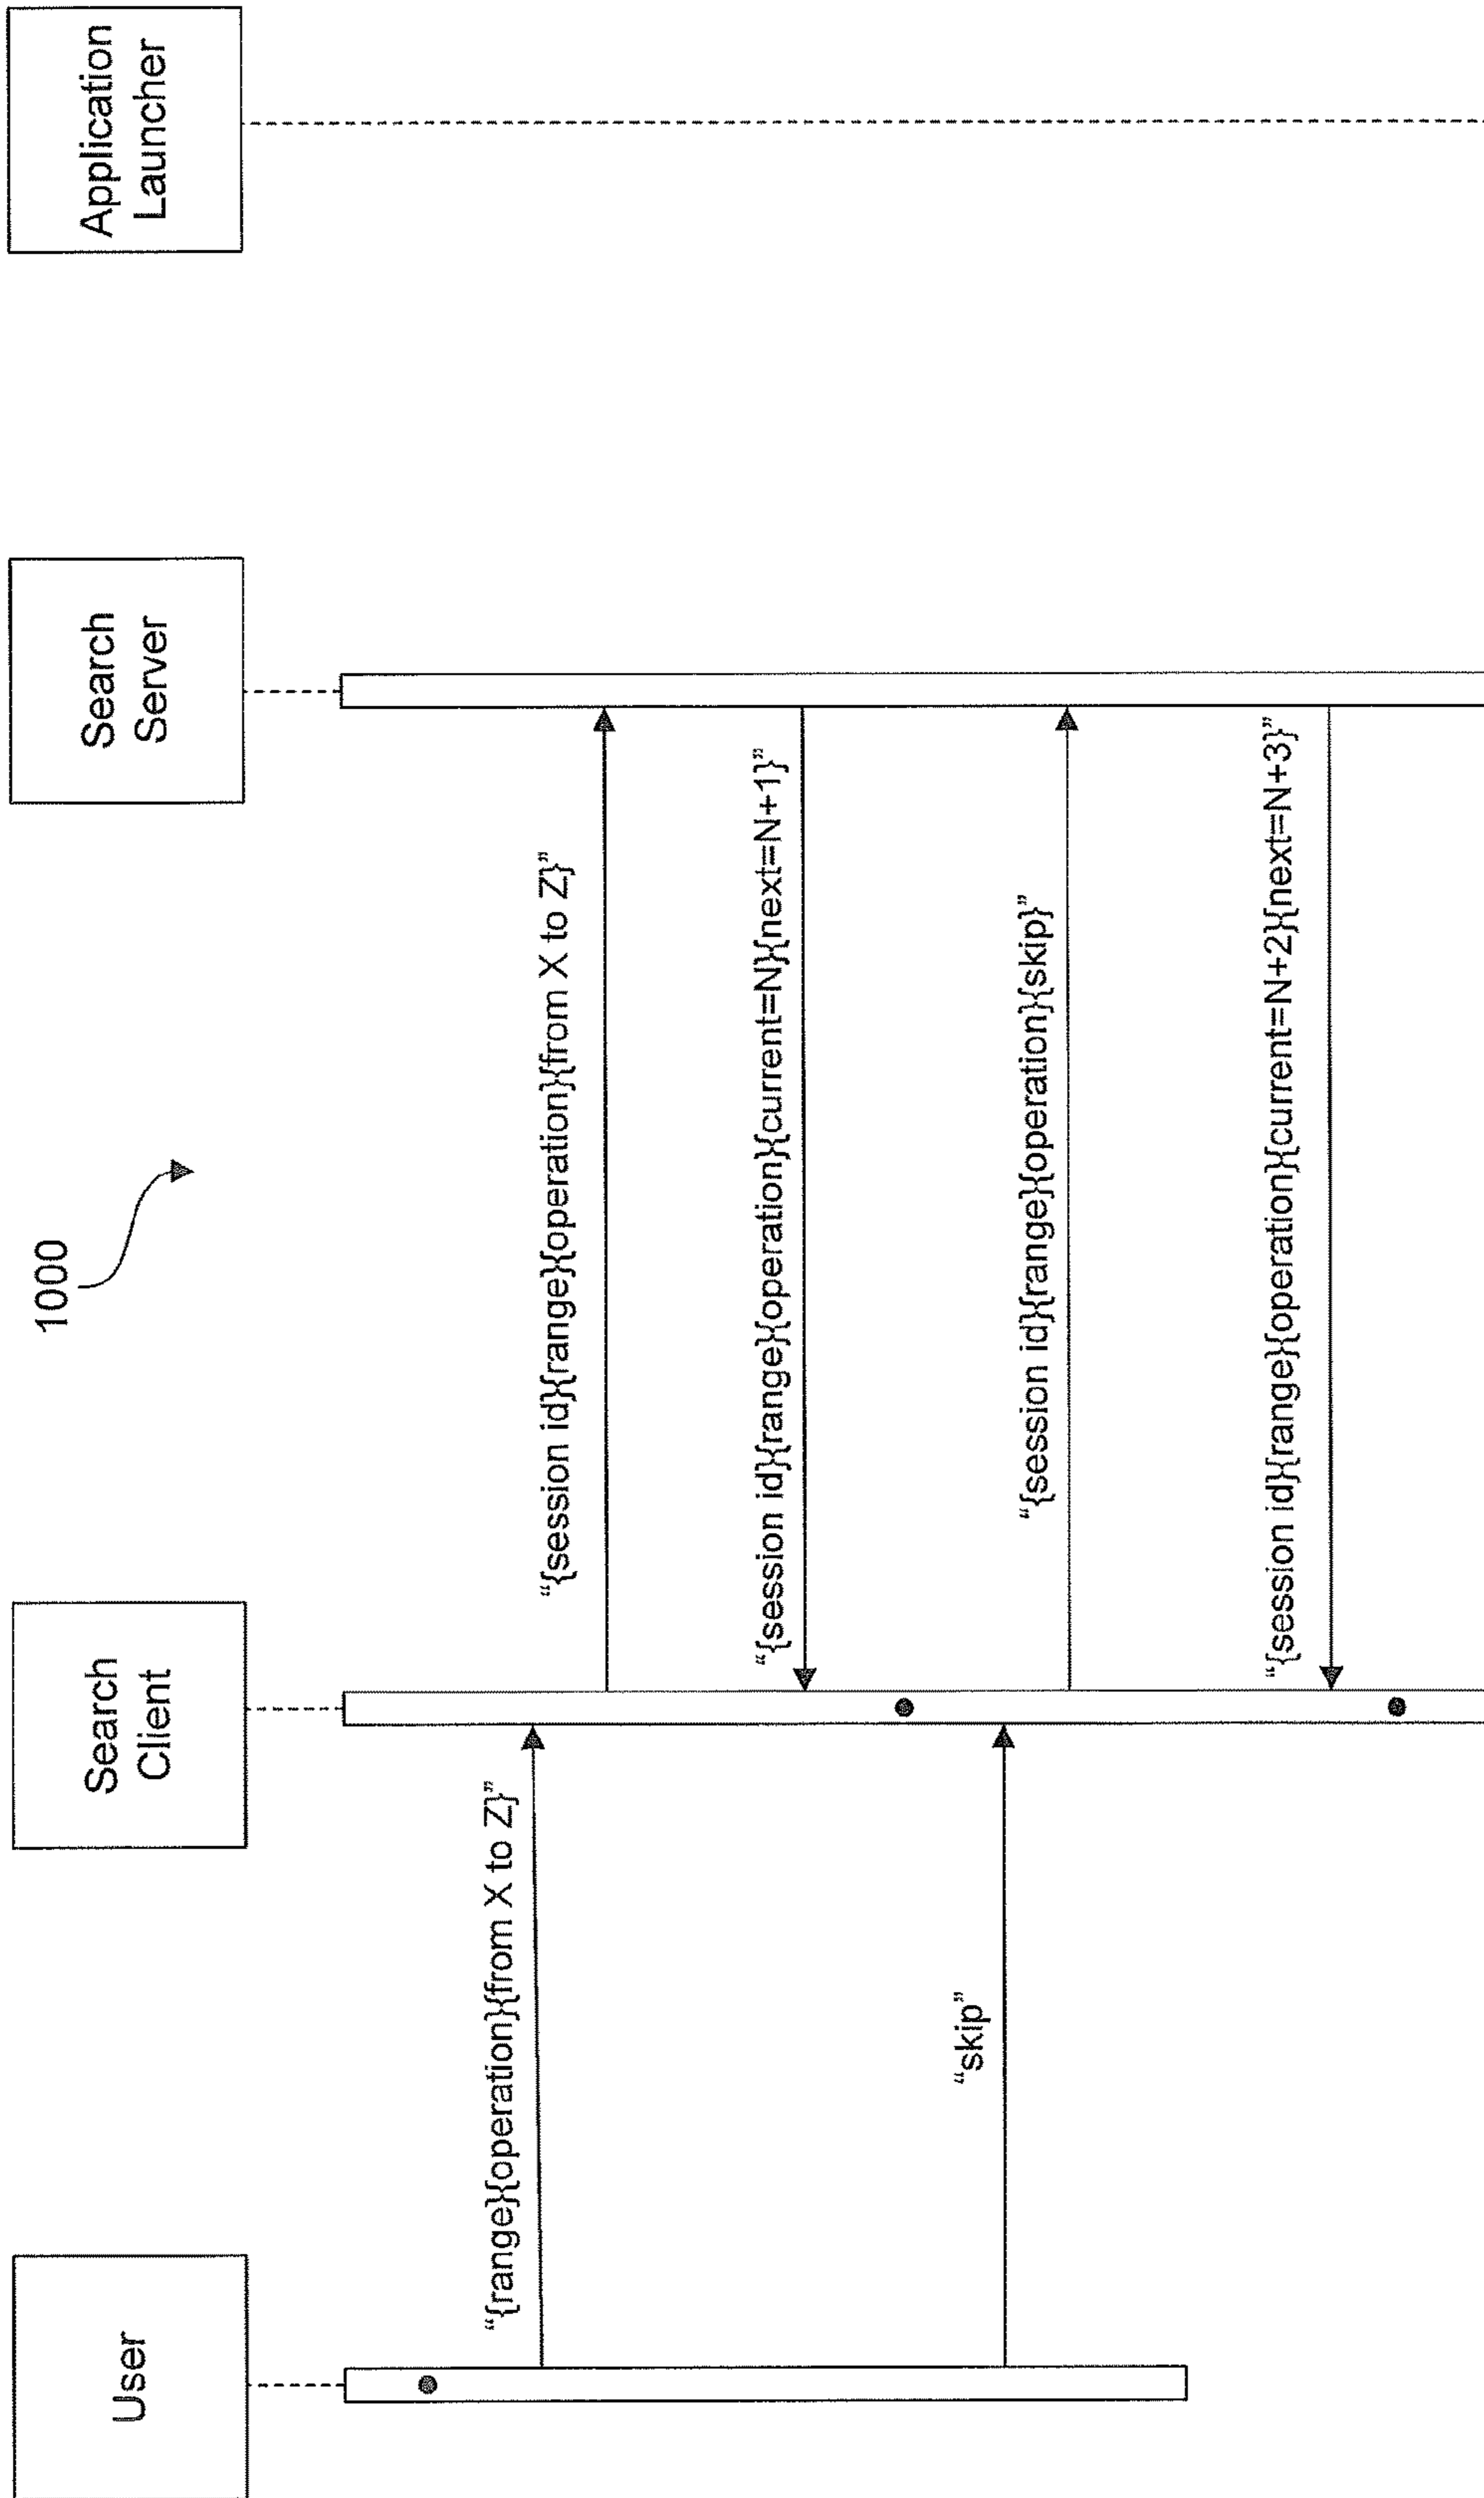 1000
User
Search
Client
Search
Server
Application
Launcher
“{range}{operation}{from X to Z}”
“{session id}{range}{operation}{from X to Z}”
“{session id}{range}{operation}{current=N}{next=N+1}”
“skip”
“{session id}{range}{operation}{skip}”
“{session id}{range}{operation}{current=N+2}{next=N+3}”